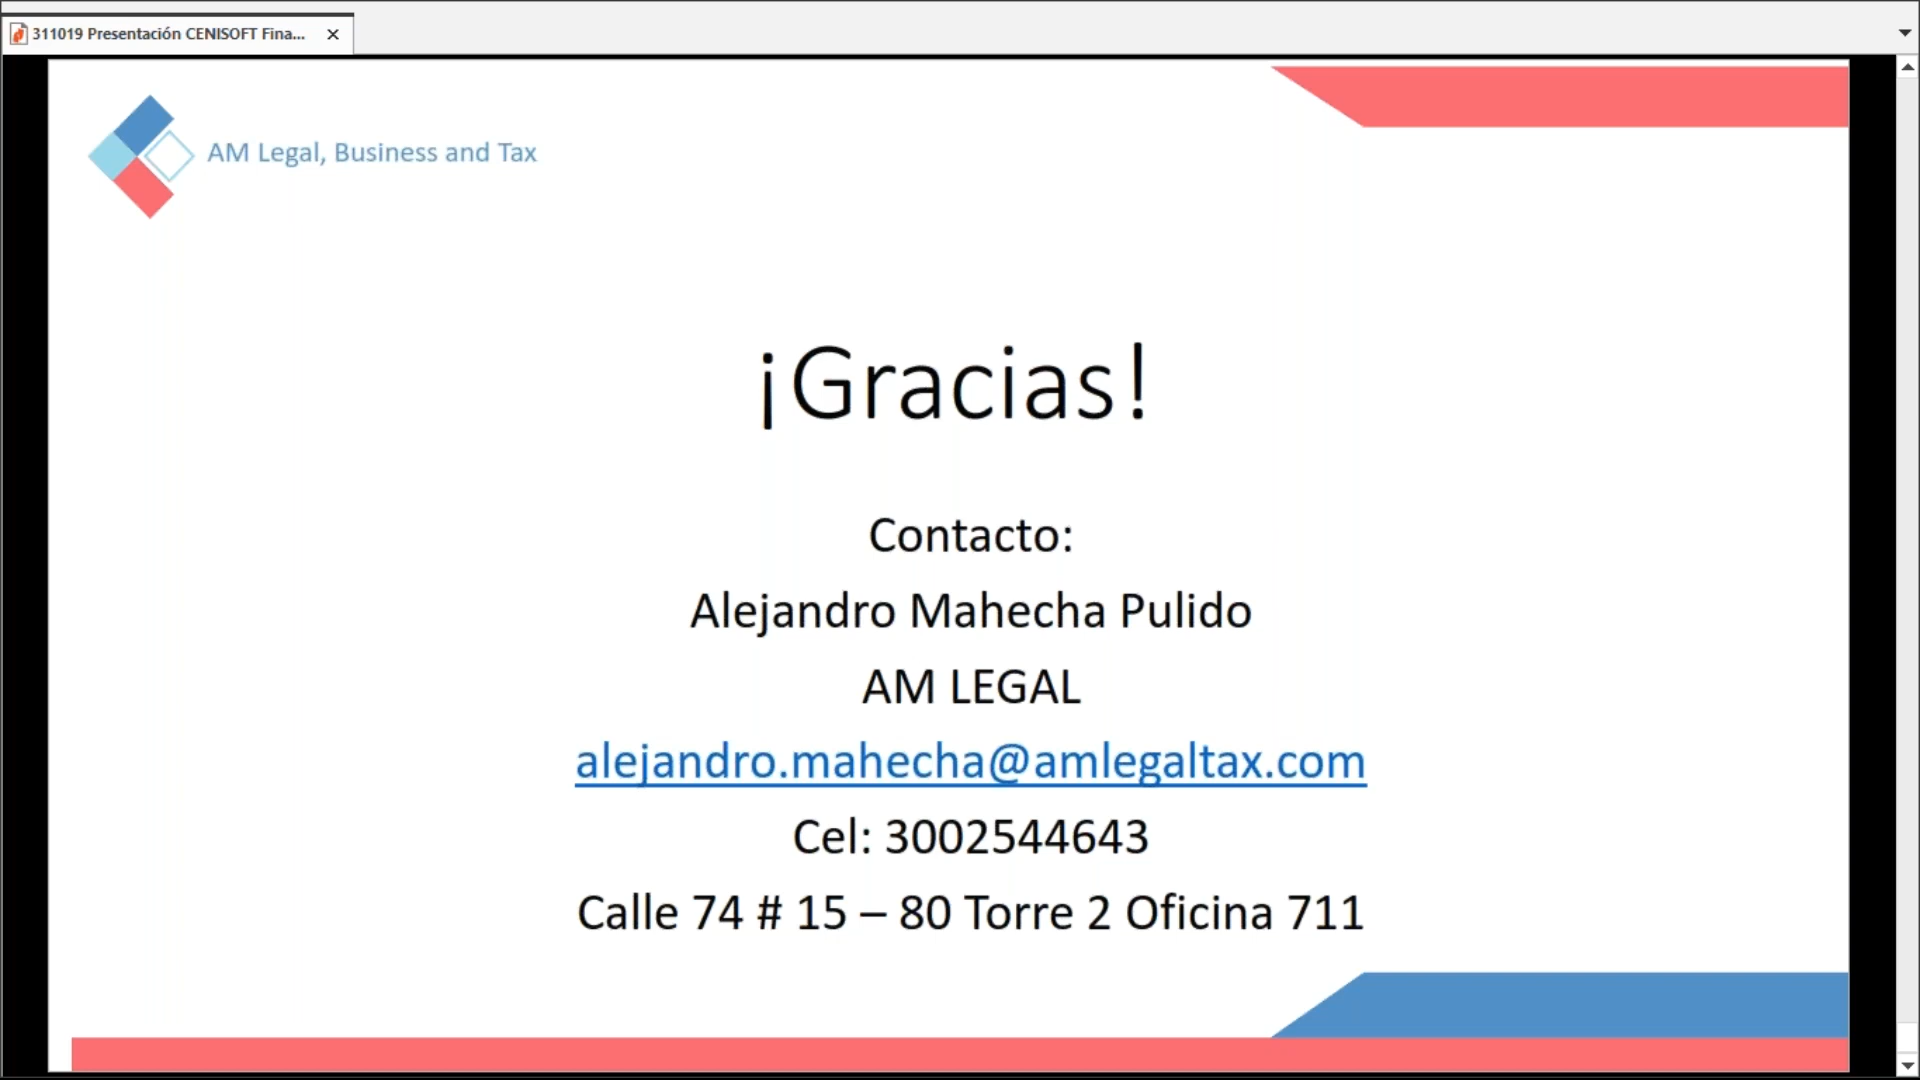 311019 Presentación CENISOFT Fina...
AM Legal, Business and Tax
¡Gracias!
Contacto:
Alejandro Mahecha Pulido
AM LEGAL
alejandro.mahecha@amlegaltax.com
Cel: 3002544643
Calle 74 # 15 – 80 Torre 2 Oficina 711